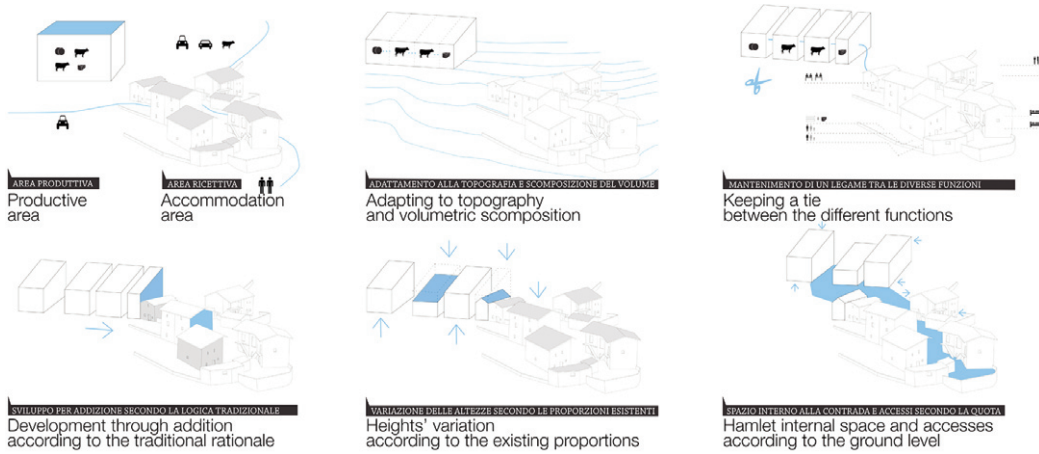 AREA PRODUTTIVA
Productive
area
AREA RICETTIVA
Accommodation
area
ADATTAMENTO ALLA TOPOGRAFIA E SCOMPOSIZIONE DEL VOLUME
Adapting to topography
and volumetric scomposition
MANTENIMENTO DI UN LEGAME TRA LE DIVERSE FUNZIONI
Keeping a tie
between the different functions
SVILUPPO PER ADDIZIONE SECONDO LA LOGICA TRADIZIONALE
Development through addition
according to the traditional rationale
VARIAZIONE DELLE ALTEZZE SECONDO LE PROPORZIONI ESISTENTI
Heights' variation
according to the existing proportions
SPAZIO INTERNO ALLA CONTRADA E ACCESSI SECONDO LA QUOTA
Hamlet internal space and accesses
according to the ground level